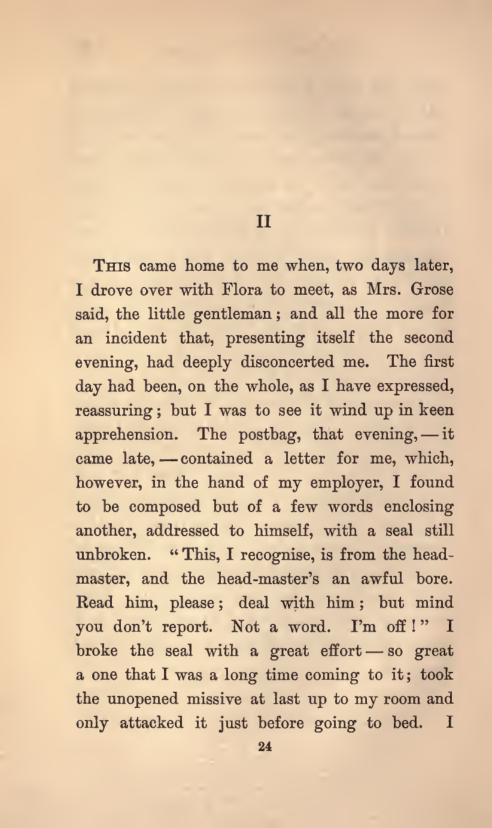 II
THIS came home to me when, two days later,
I drove over with Flora to meet, as Mrs. Grose
said, the little gentleman; and all the more for
an incident that, presenting itself the second
evening, had deeply disconcerted me. The first
day had been, on the whole, as I have expressed,
reassuring; but I was to see it wind up in keen
apprehension. The postbag, that evening,—it
came late,—contained a letter for me, which,
however, in the hand of my employer, I found
to be composed but of a few words enclosing
another, addressed to himself, with a seal still
unbroken. “This, I recognise, is from the head-
master, and the head-master's an awful bore.
Read him, please; deal with him; but mind
you don't report. Not a word. I'm off!” I
broke the seal with a great effort—so great
a one that I was a long time coming to it; took
the unopened missive at last up to my room and
only attacked it just before going to bed. I
24